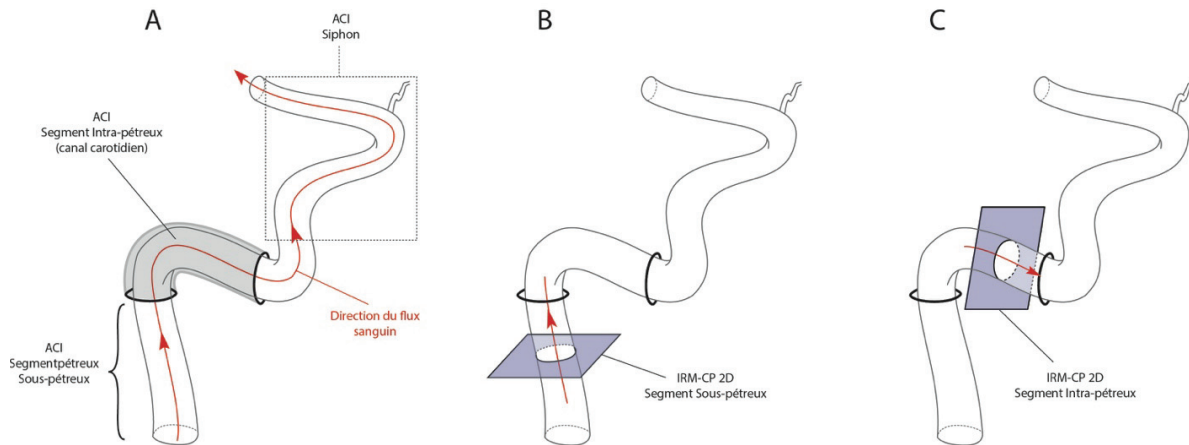 A
ACI
Siphon
ACI
Segment Intra-pétreux
(canal carotidien)
Direction du flux
sanguin
ACI
Segmentpétreux
Sous-pétreux
B
IRM-CP 2D
Segment Sous-pétreux
C
IRM-CP 2D
Segment Intra-pétreux